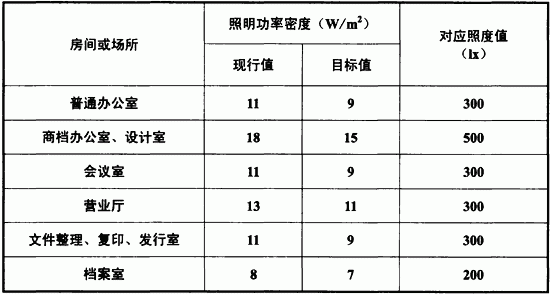 房间或场所 照明功率密度（W/m²） 对应照度值（lx）
现行值 目标值
普通办公室 11 9 300
商档办公室、设计室 18 15 500
会议室 11 9 300
营业厅 13 11 300
文件整理、复印、发行室 11 9 300
档案室 8 7 200